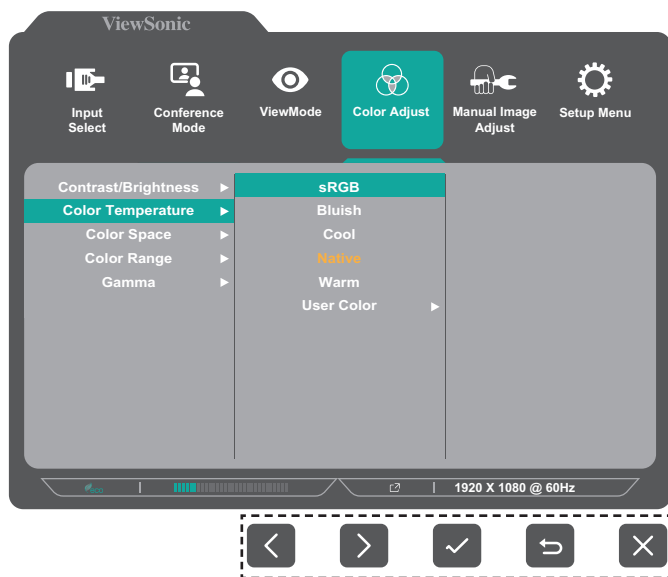 ViewSonic
Input
Select
Conference
Mode
ViewMode
Color Adjust
Manual Image
Adjust
Setup Menu
Contrast/Brightness
Color Temperature
Color Space
Color Range
Gamma
sRGB
Bluish
Cool
Native
Warm
User Color
eco
1920 X 1080 @ 60Hz